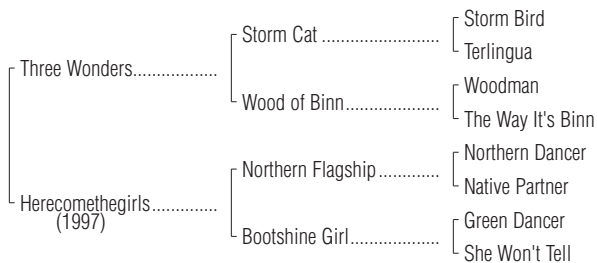 Storm Bird
Storm Cat ..........................
Terlingua
Three Wonders.................
Woodman
Wood of Binn.....................
The Way It's Binn
Northern Dancer
Northern Flagship.............
Native Partner
Herecomethegirls.............
(1997)
Green Dancer
Bootshine Girl....................
She Won't Tell